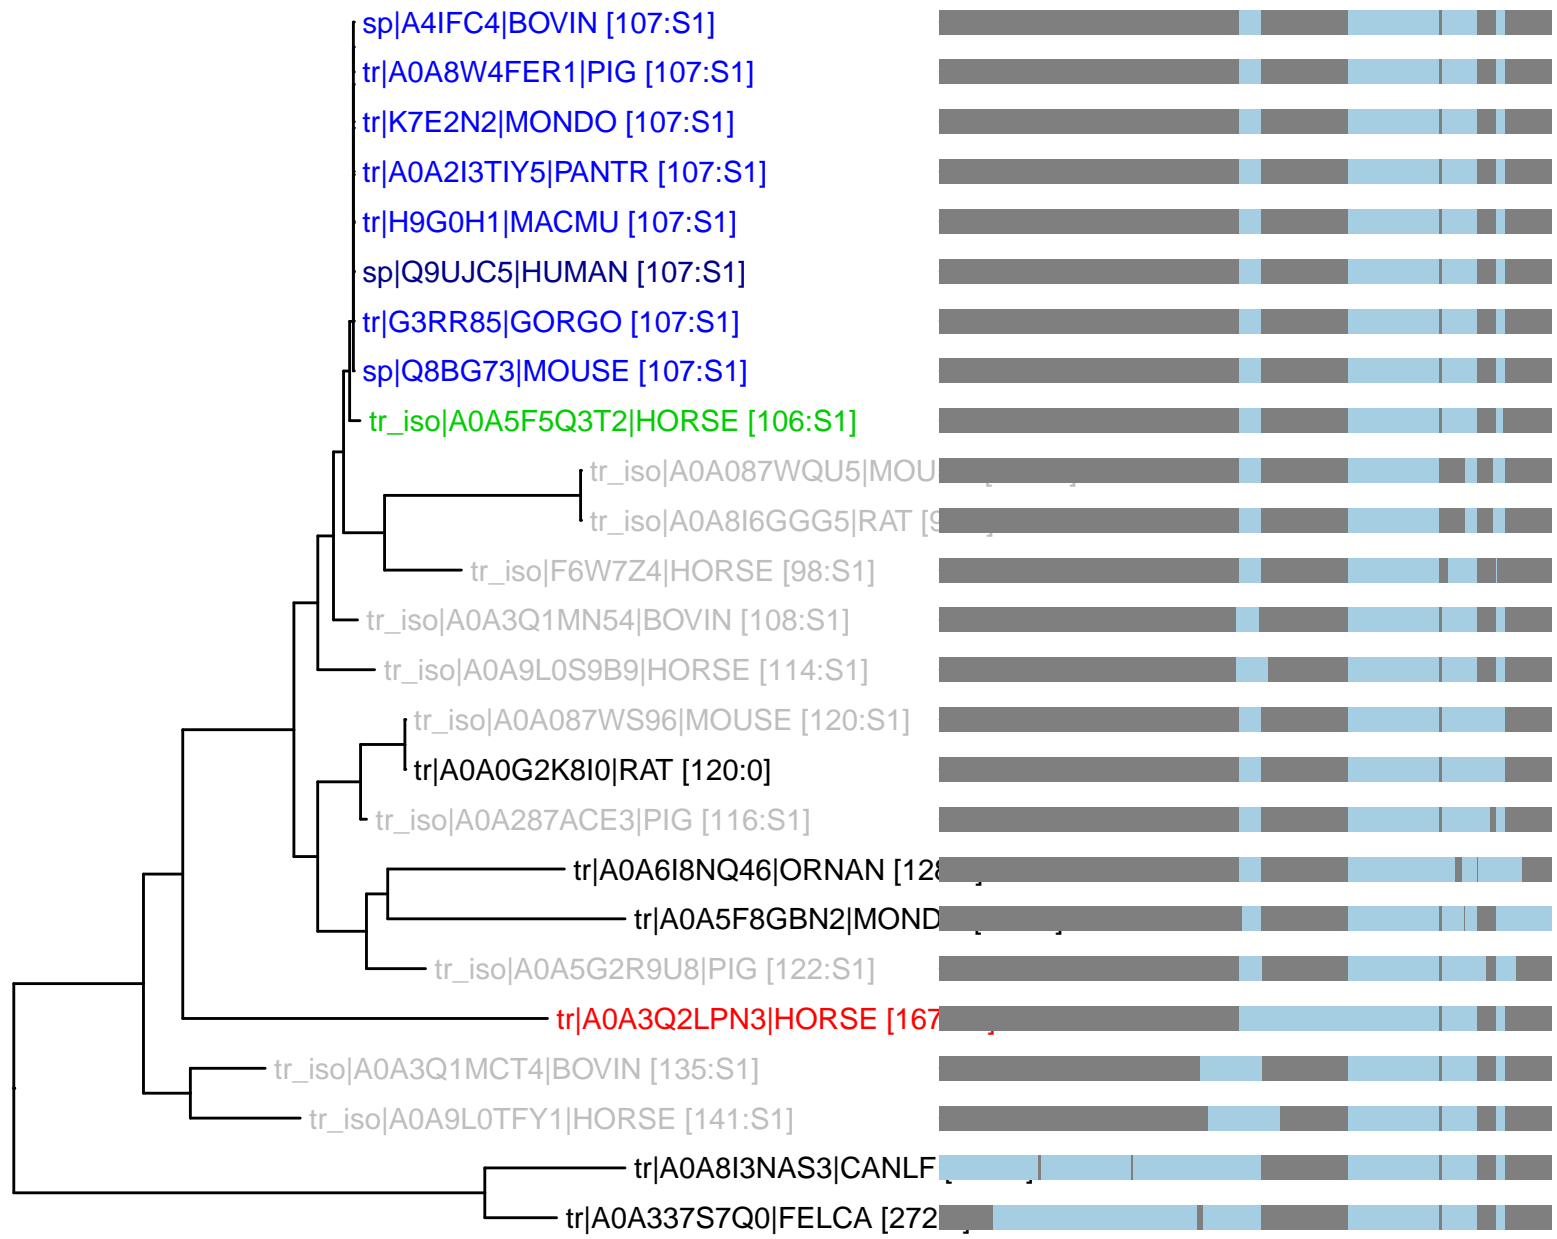 sp|A4IFC4|BOVIN [107:S1]
tr|A0A8W4FER1|PIG [107:S1]
tr|K7E2N2|MONDO [107:S1]
tr|A0A2I3TIY5|PANTR [107:S1]
tr|H9G0H1|MACMU [107:S1]
sp|Q9UJC5|HUMAN [107:S1]
tr|G3RR85|GORGO [107:S1]
sp|Q8BG73|MOUSE [107:S1]
tr_iso|A0A5F5Q3T2|HORSE [106:S1]
tr_iso|A0A087WQU5|MOU
tr_iso|A0A8I6GGG5|RAT [9
tr_iso|F6W7Z4|HORSE [98:S1]
tr_iso|A0A3Q1MN54|BOVIN [108:S1]
tr_iso|A0A9L0S9B9|HORSE [114:S1]
tr_iso|A0A087WS96|MOUSE [120:S1]
tr|A0A0G2K8I0|RAT [120:0]
tr_iso|A0A287ACE3|PIG [116:S1]
tr|A0A6I8NQ46|ORNAN [128
tr|A0A5F8GBN2|MOND
tr_iso|A0A5G2R9U8|PIG [122:S1]
tr|A0A3Q2LPN3|HORSE [167
tr_iso|A0A3Q1MCT4|BOVIN [135:S1]
tr_iso|A0A9L0TFY1|HORSE [141:S1]
tr|A0A8I3NAS3|CANLF
tr|A0A337S7Q0|FELCA [272